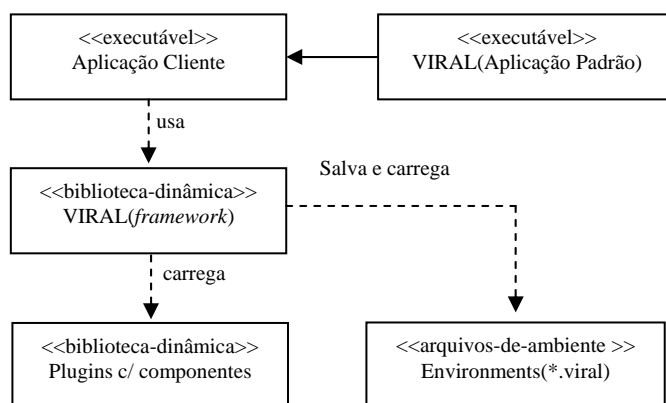 <<executável>>
Aplicação Cliente
<<executável>>
VIRAL(Aplicação Padrão)
usa
Salva e carrega
<<biblioteca-dinâmica>>
VIRAL(framework)
carrega
<<biblioteca-dinâmica>>
Plugins c/ componentes
<<arquivos-de-ambiente >>
Environments(*.viral)